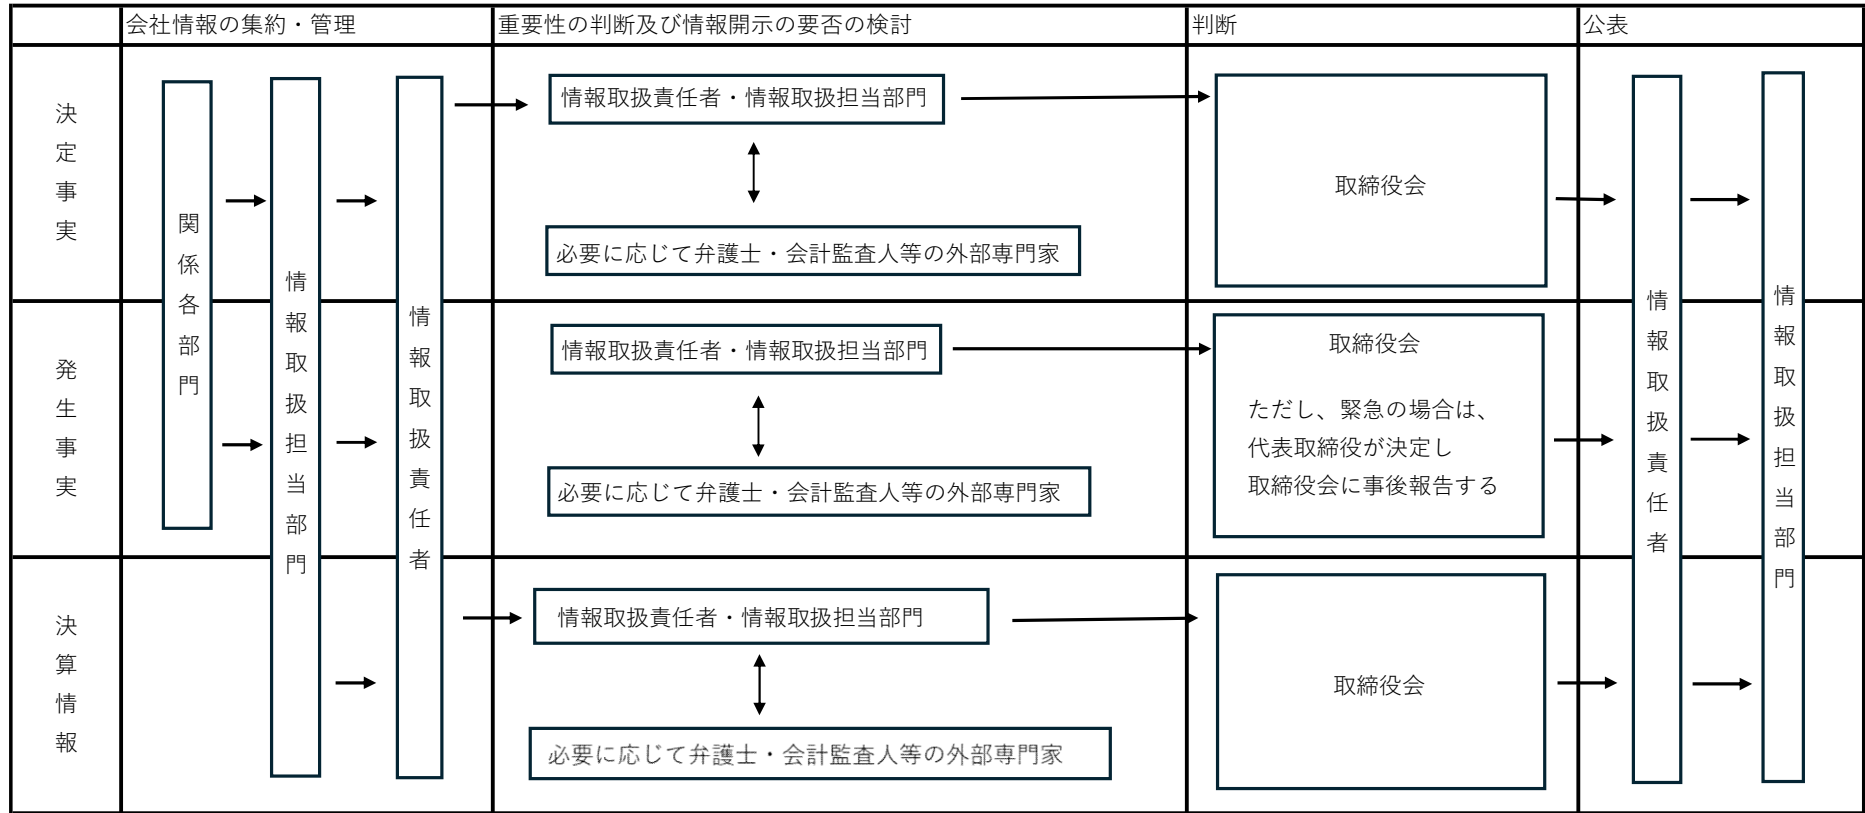 会社情報の集約・管理
重要性の判断及び情報開示の要否の検討
判断
公表
決定事実
関係各部門
情報取扱担当部門
情報取扱責任者
情報取扱責任者・情報取扱担当部門
必要に応じて弁護士・会計監査人等の外部専門家
取締役会
情報取扱責任者
情報取扱担当部門
発生事実
情報取扱責任者・情報取扱担当部門
必要に応じて弁護士・会計監査人等の外部専門家
取締役会
ただし、緊急の場合は、
代表取締役が決定し
取締役会に事後報告する
決算情報
情報取扱責任者・情報取扱担当部門
必要に応じて弁護士・会計監査人等の外部専門家
取締役会